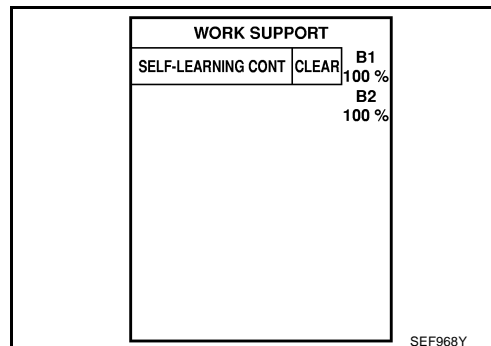 WORK SUPPORT
SELF-LEARNING CONT CLEAR B1
100 %
B2
100 %
SEF968Y